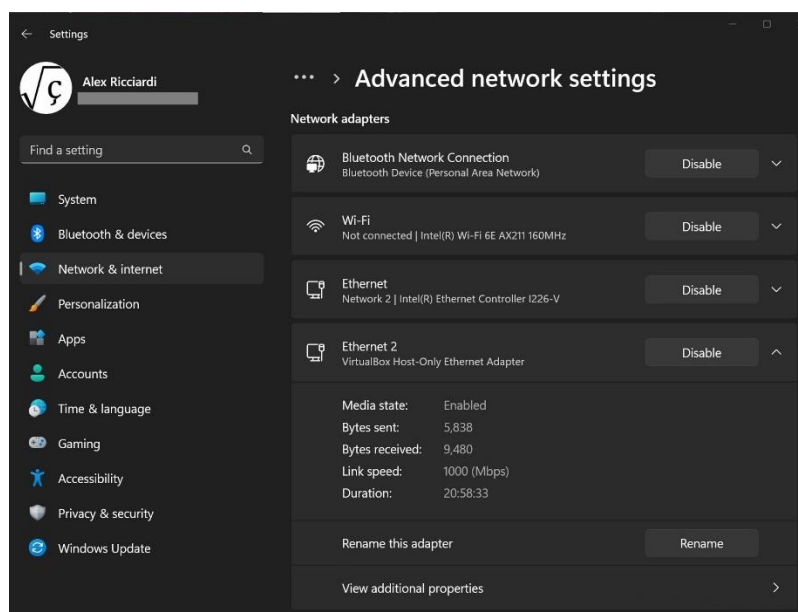 Settings
Alex Ricciardi
Find a setting
System
Bluetooth & devices
Network & internet
Personalization
Apps
Accounts
Time & language
Gaming
Accessibility
Privacy & security
Windows Update
... > Advanced network settings
Network adapters
Bluetooth Network Connection
Bluetooth Device (Personal Area Network)
Disable
Wi-Fi
Not connected | Intel(R) Wi-Fi 6E AX211 160MHz
Disable
Ethernet
Network 2 | Intel(R) Ethernet Controller I226-V
Disable
Ethernet 2
VirtualBox Host-Only Ethernet Adapter
Disable
Media state: Enabled
Bytes sent: 5,838
Bytes received: 9,480
Link speed: 1000 (Mbps)
Duration: 20:58:33
Rename this adapter
Rename
View additional properties